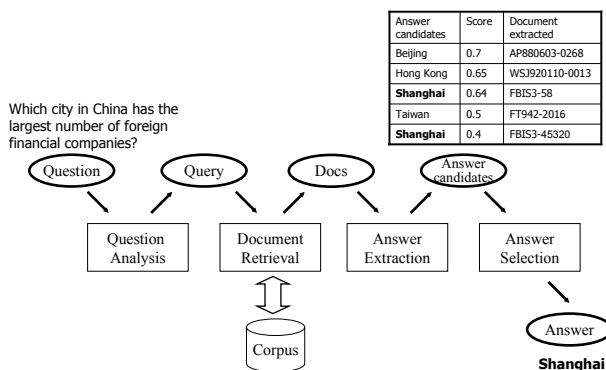 Answer candidates Score Document extracted
Beijing 0.7 AP880603-0268
Hong Kong 0.65 WSJ920110-0013
Shanghai 0.64 FBIS3-58
Taiwan 0.5 FT942-2016
Shanghai 0.4 FBIS3-45320
Which city in China has the
largest number of foreign
financial companies?
Question
Query
Docs
Answer
candidates
Question
Analysis
Document
Retrieval
Answer
Extraction
Answer
Selection
Corpus
Answer
Shanghai